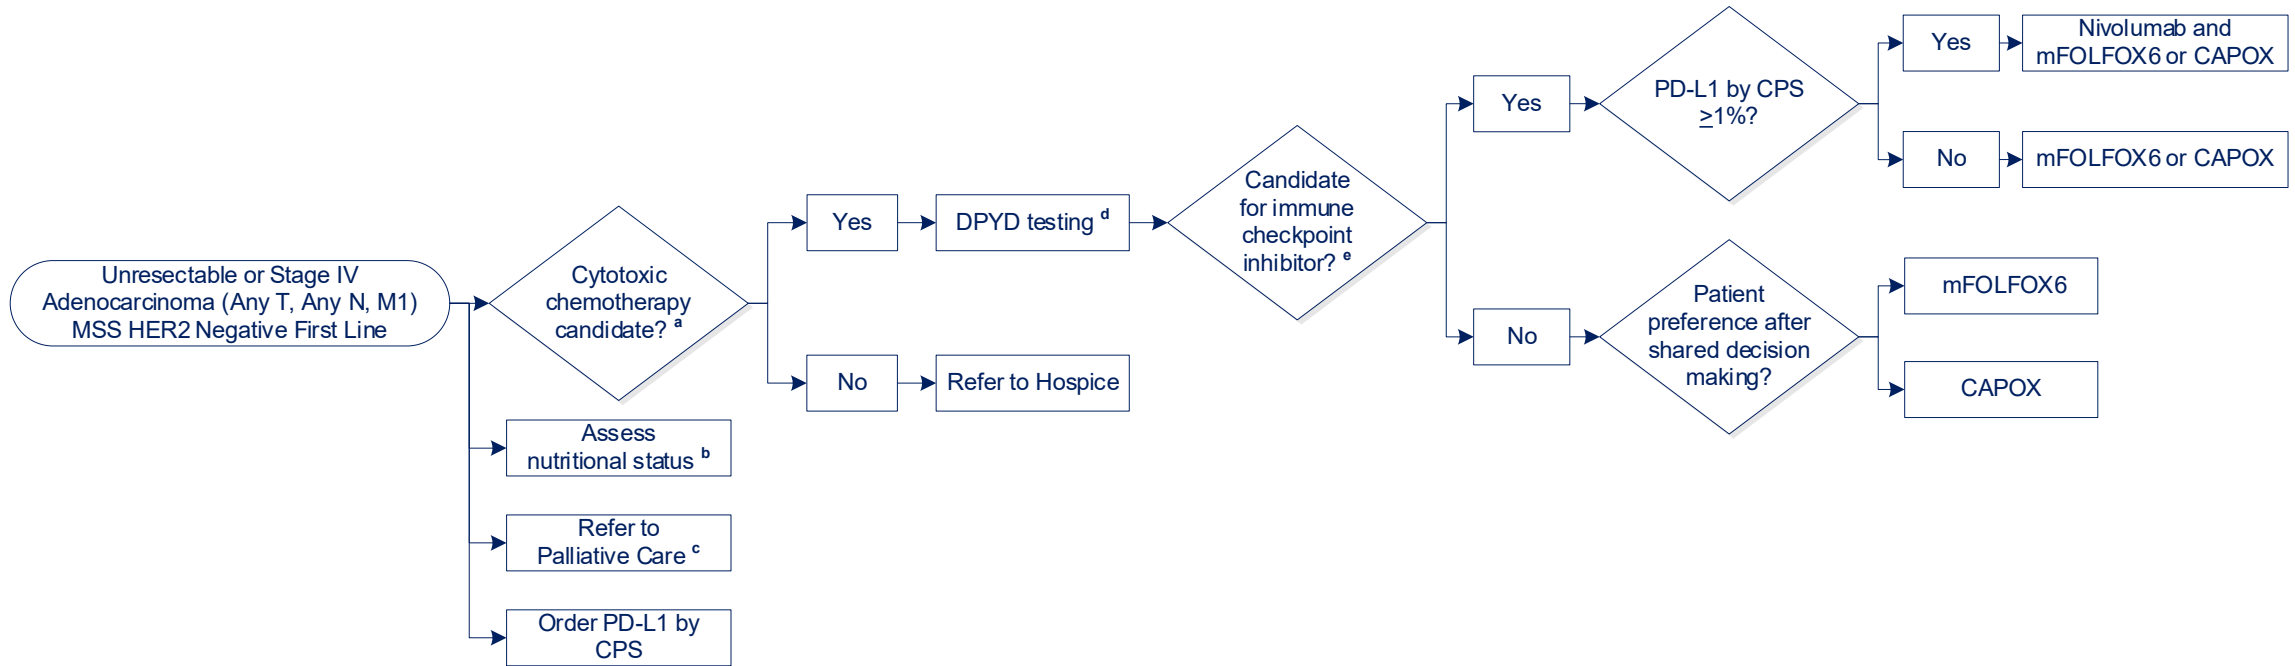 Unresectable or Stage IV
Adenocarcinoma (Any T, Any N, M1)
MSS HER2 Negative First Line
Cytotoxic
chemotherapy
candidate? a
Assess
nutritional status b
Refer to
Palliative Care c
Order PD-L1 by
CPS
Yes
DPYD testing d
No
Refer to Hospice
Candidate
for immune
checkpoint
inhibitor? e
Yes
PD-L1 by CPS
≥1%?
Yes
Nivolumab and
mFOLFOX6 or CAPOX
No
mFOLFOX6 or CAPOX
No
Patient
preference after
shared decision
making?
mFOLFOX6
CAPOX